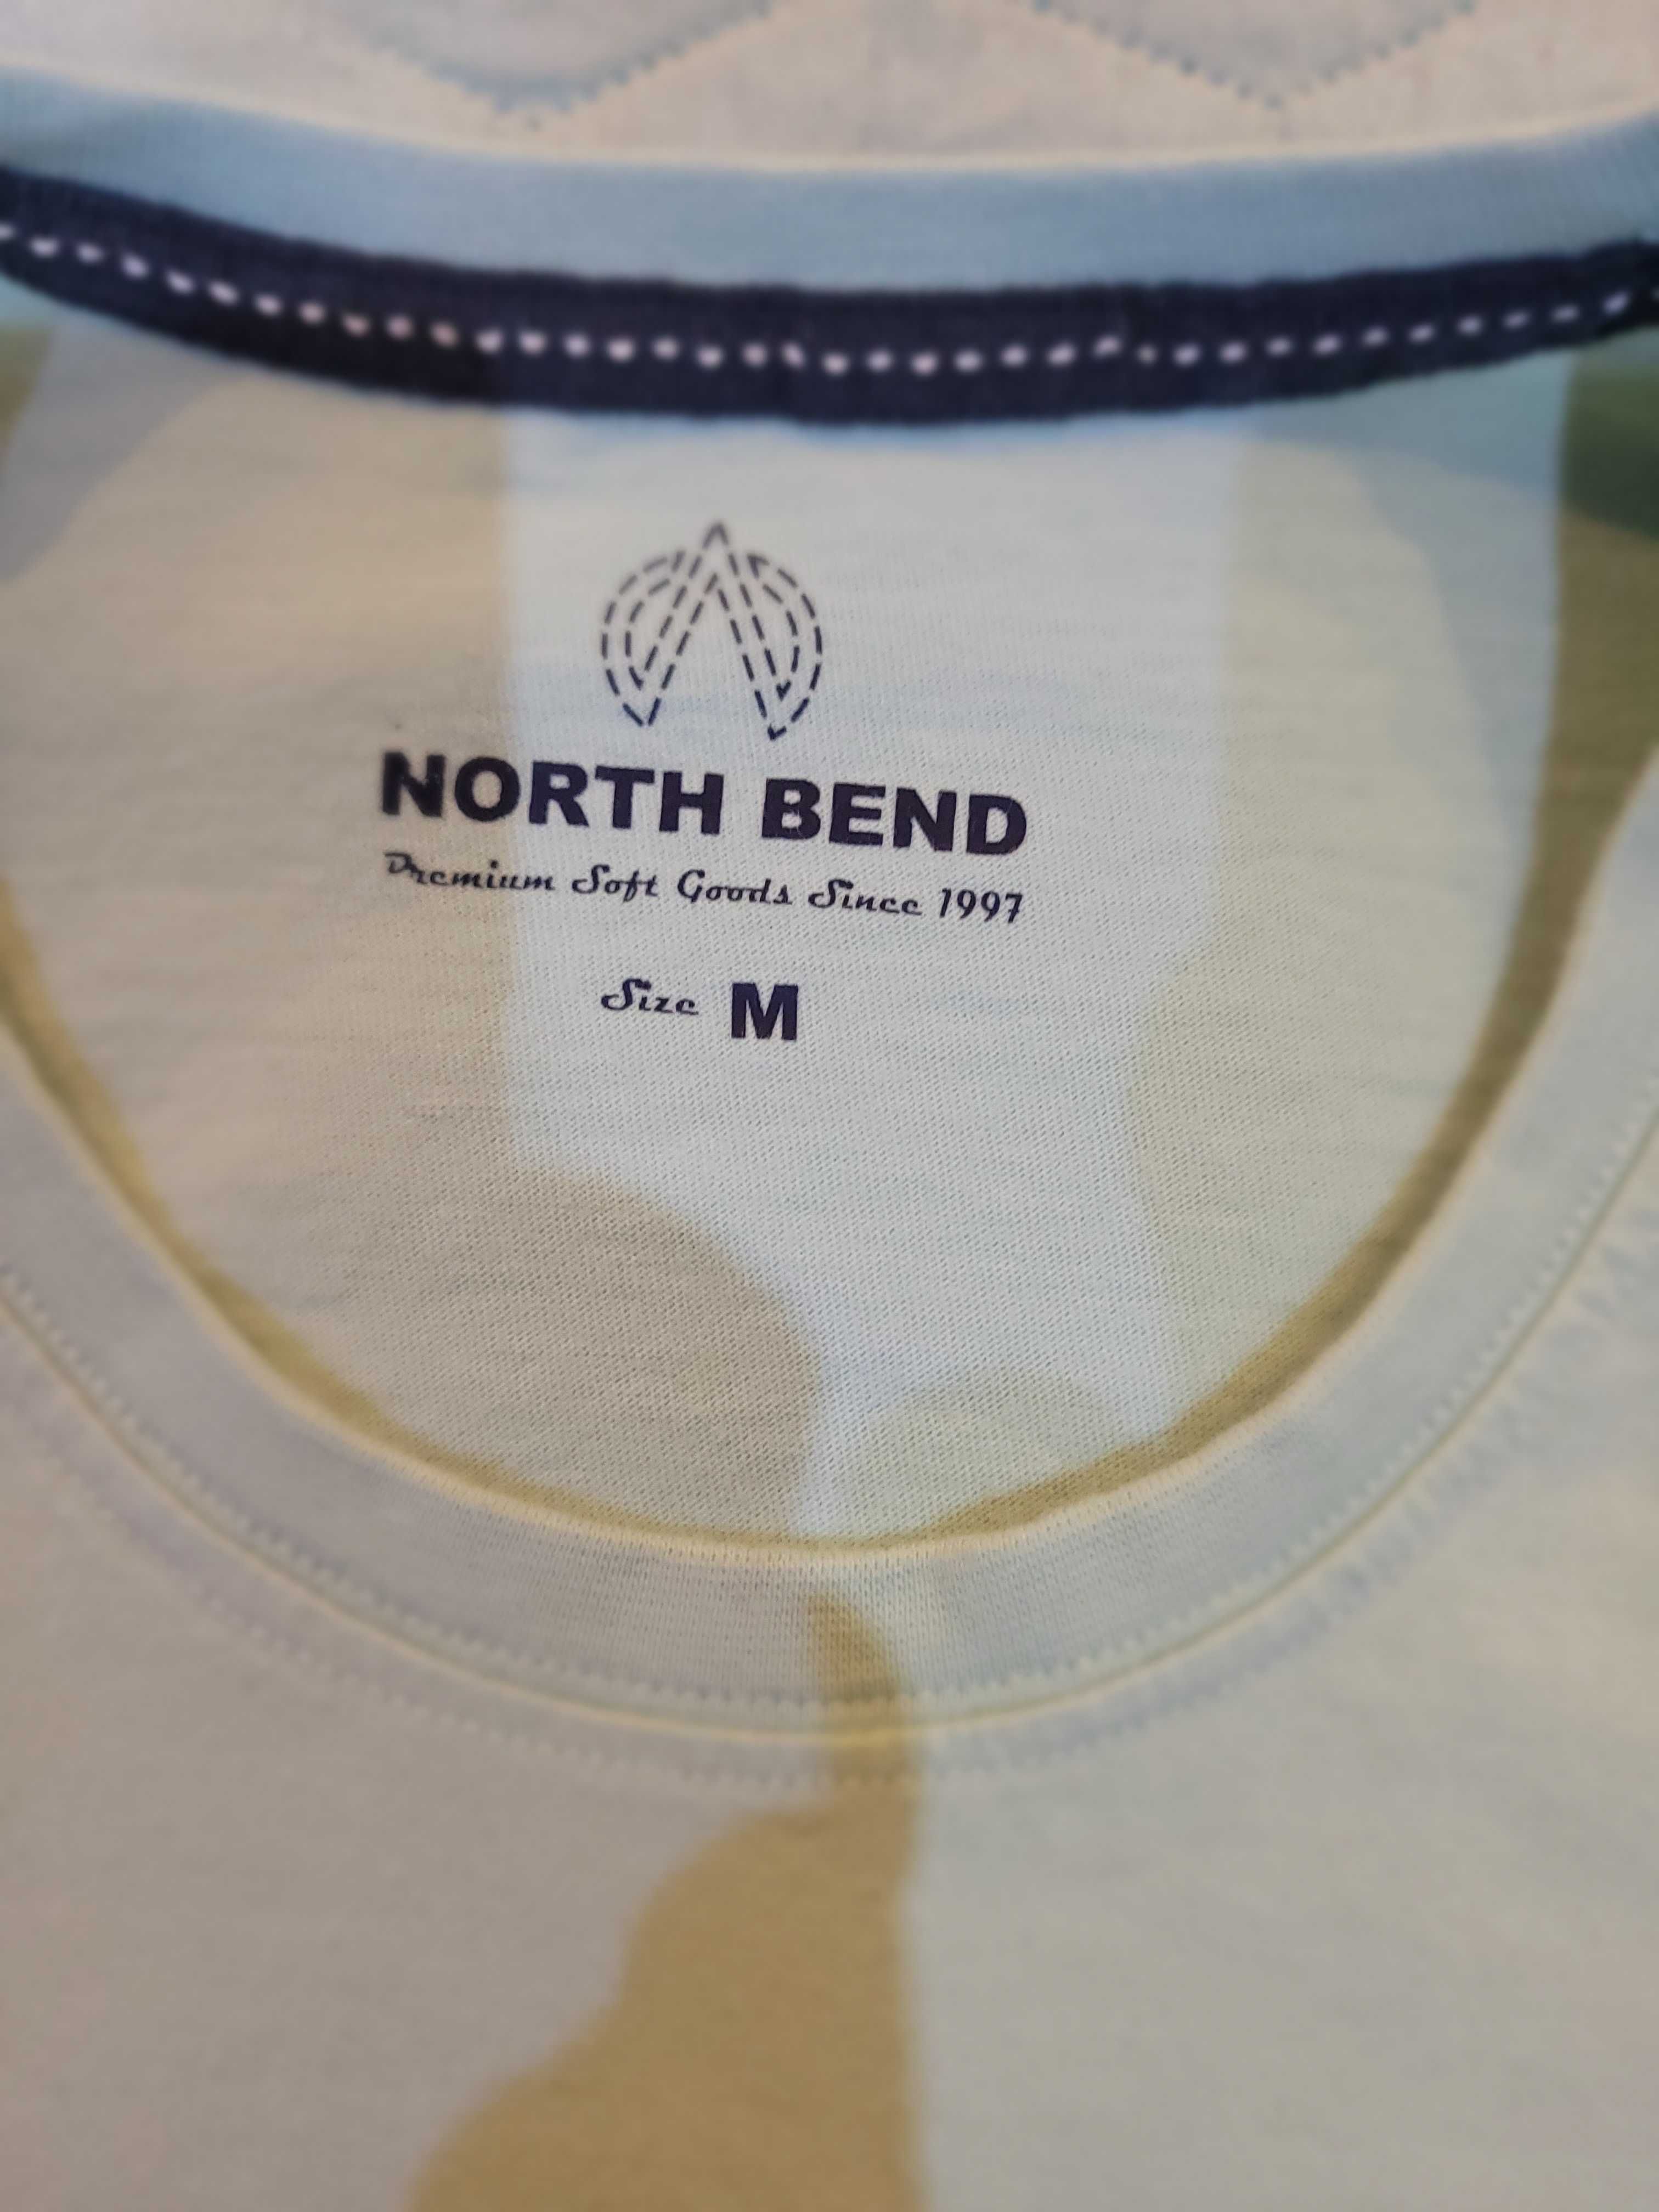 NORTH BEND
Premium Soft Goods Since 1997
Size M